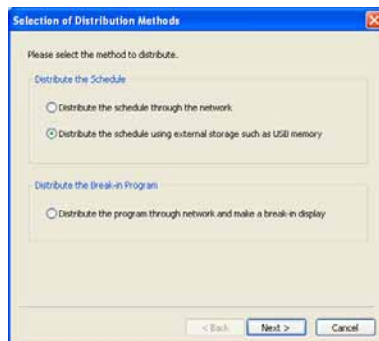 Selection of Distribution Methods
Please select the method to distribute.
Distribute the Schedule
Distribute the schedule through the network
Distribute the schedule using external storage such as USB memory
Distribute the Break-in Program
Distribute the program through network and make a break-in display
< Back
Next >
Cancel